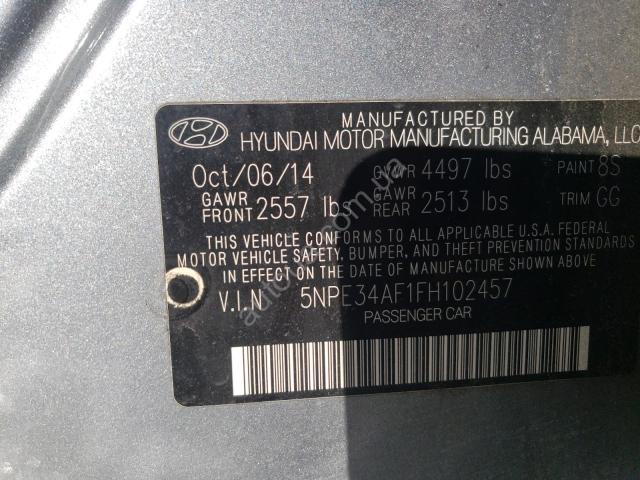 MANUFACTURED BY
HYUNDAI MOTOR MANUFACTURING ALABAMA, LLC
Oct/06/14 GVWR 4497 lbs PAINT 8S
GAWR FRONT 2557 lbs GAWR REAR 2513 lbs TRIM GG
THIS VEHICLE CONFORMS TO ALL APPLICABLE U.S.A. FEDERAL
MOTOR VEHICLE SAFETY, BUMPER, AND THEFT PREVENTION STANDARDS
IN EFFECT ON THE DATE OF MANUFACTURE SHOWN ABOVE
V.I.N 5NPE34AF1FH102457
PASSENGER CAR